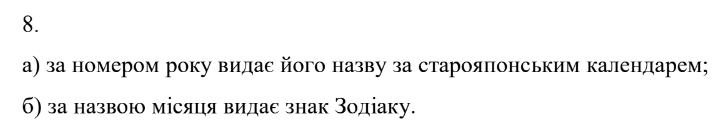 8.
а) за номером року видає його назву за старояпонським календарем;
б) за назвою місяця видає знак Зодіаку.